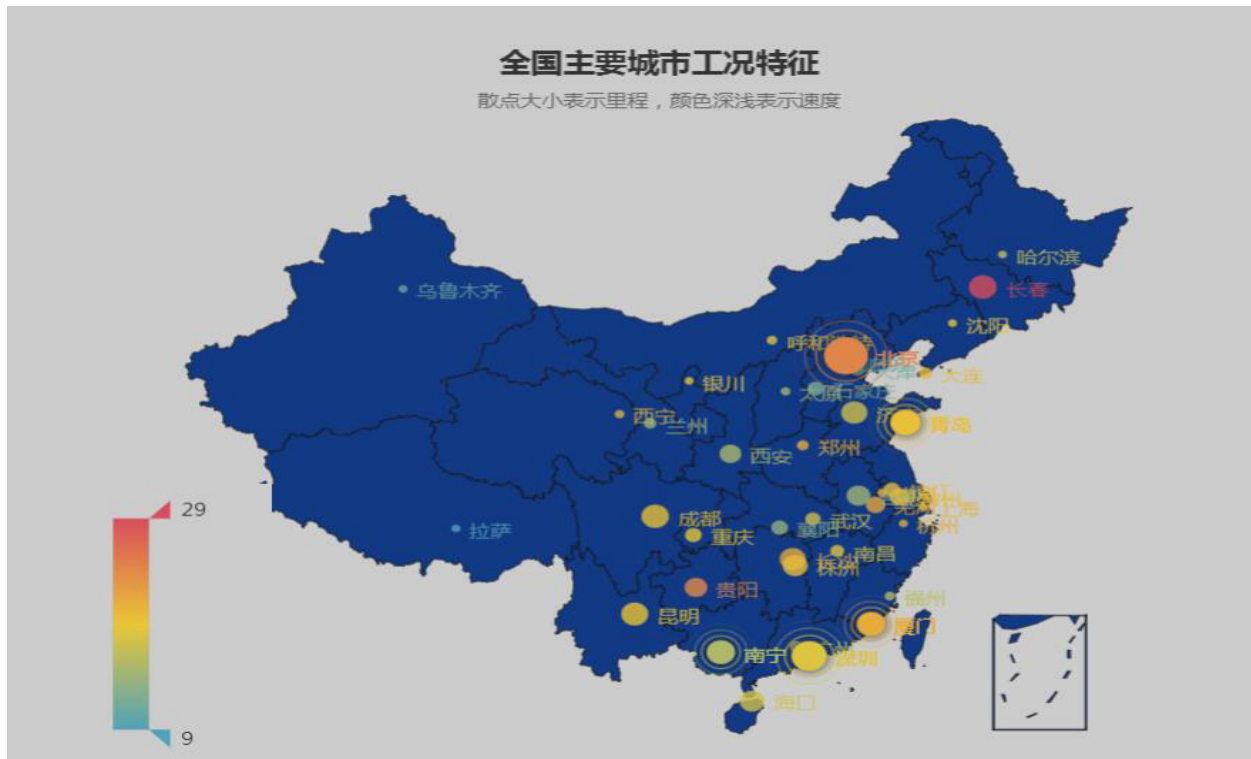 全国主要城市工况特征
散点大小表示里程，颜色深浅表示速度
哈尔滨
乌鲁木齐
长春
沈阳
呼和
北京
大连
银川
太原
石家庄
西宁
兰州
青岛
郑州
西安
29
成都
武汉
上海
拉萨
重庆
襄阳
杭州
南昌
株洲
贵阳
福州
昆明
厦门
南宁
深圳
海口
9